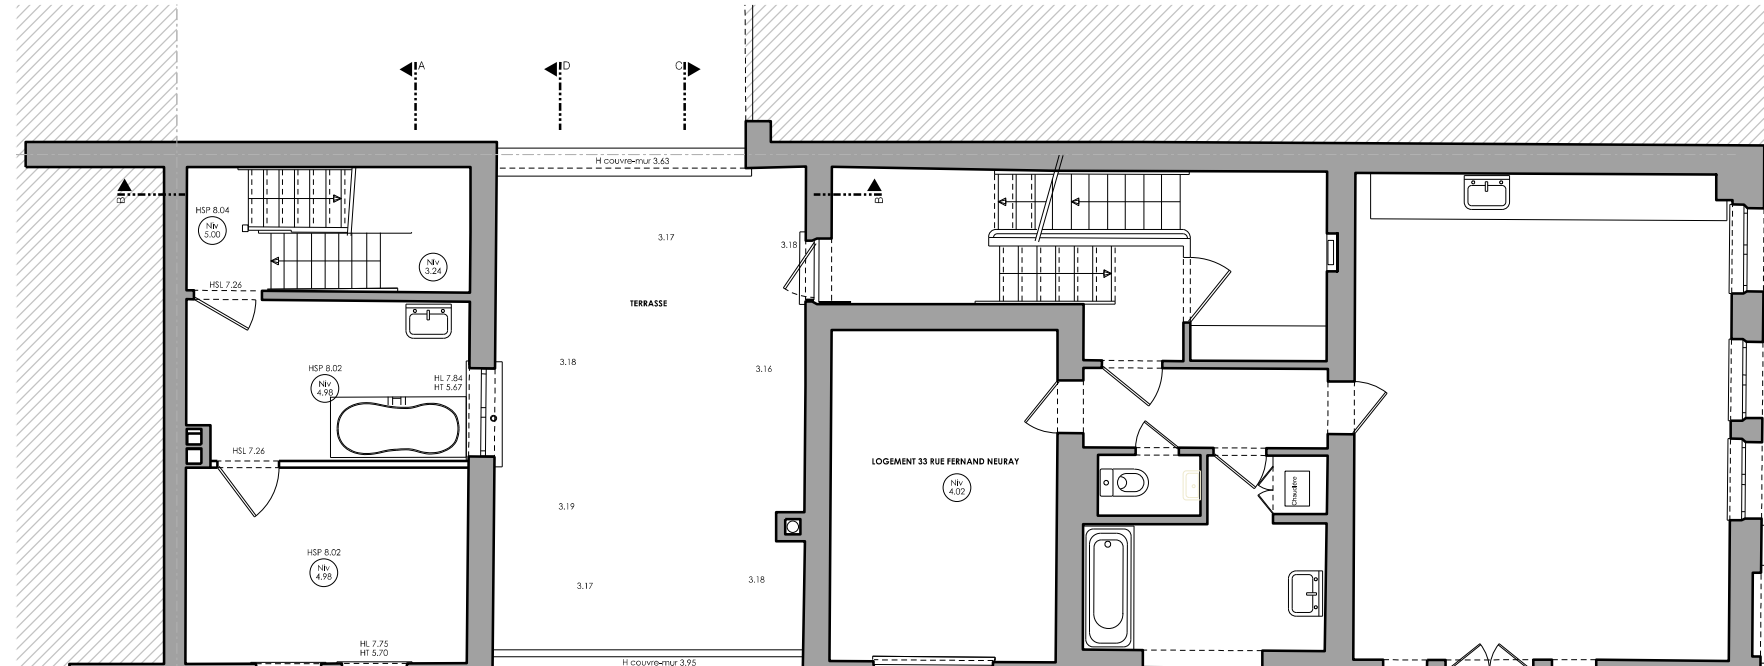 A
D
C
H couvre-mur 3.63
B
B
HSP 8.04
Niv
5.00
3.17
3.18
Niv
3.24
HSL 7.26
TERRASSE
3.18
3.16
HSP 8.02
Niv
4.98
HL 7.84
HT 5.67
HSL 7.26
LOGEMENT 33 RUE FERNAND NEURAY
Niv
4.02
Chaudière
3.19
HSP 8.02
Niv
4.98
3.17
3.18
HL 7.75
HT 5.70
H couvre-mur 3.95